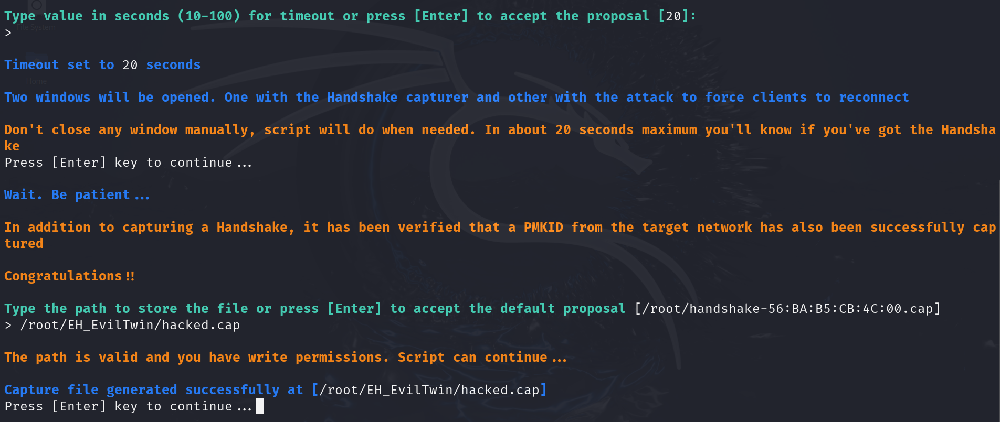 Type value in seconds (10-100) for timeout or press [Enter] to accept the proposal [20]:
File System
>
Timeout set to 20 seconds
Home
Two windows will be opened. One with the Handshake capturer and other with the attack to force clients to reconnect
Don't close any window manually, script will do when needed. In about 20 seconds maximum you'll know if you've got the Handsha
ke
Press [Enter] key to continue...
Wait. Be patient...
In addition to capturing a Handshake, it has been verified that a PMKID from the target network has also been successfully cap
tured
Congratulations!!
Type the path to store the file or press [Enter] to accept the default proposal [/root/handshake-56:BA:B5:CB:4C:00.cap]
> /root/EH_EvilTwin/hacked.cap
The path is valid and you have write permissions. Script can continue...
Capture file generated successfully at [/root/EH_EvilTwin/hacked.cap]
Press [Enter] key to continue...